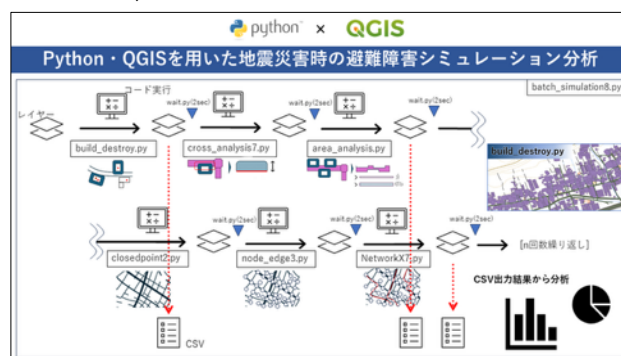 python™ × QGIS
Python・QGISを用いた地震災害時の避難障害シミュレーション分析
batch_simulation8.py
コード実行
レイヤー
wait.py(2sec)
wait.py(2sec)
wait.py(2sec)
build_destroy.py
cross_analysis7.py
area_analysis.py
build_destroy.py
wait.py(2sec)
wait.py(2sec)
wait.py(2sec)
closedpoint2.py
node_edge3.py
NetworkX7.py
[n回数繰り返し]
CSV出力結果から分析
CSV